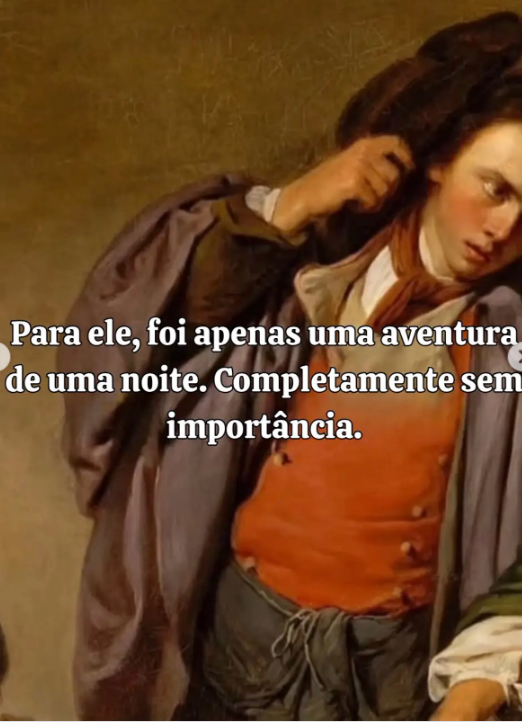 Para ele, foi apenas uma aventura
de uma noite. Completamente sem
importância.